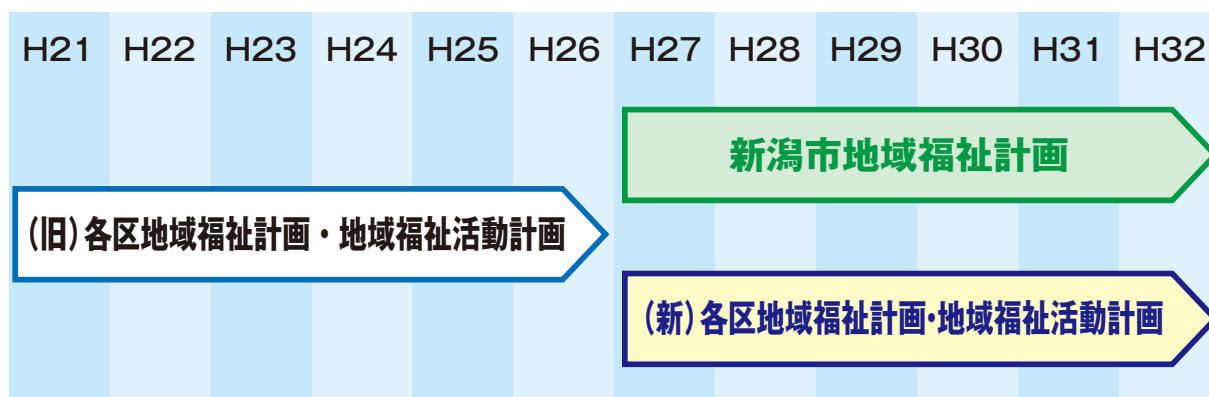 H21 H22 H23 H24 H25 H26 H27 H28 H29 H30 H31 H32
新潟市地域福祉計画
(旧)各区地域福祉計画・地域福祉活動計画
(新)各区地域福祉計画・地域福祉活動計画